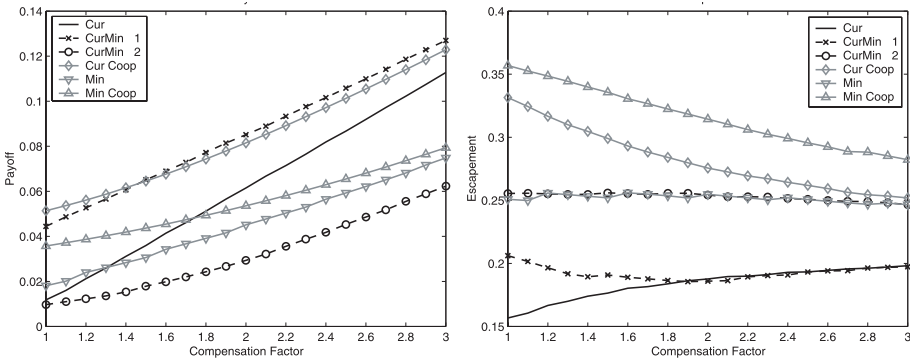 0.14
0.12
0.1
0.08
0.06
0.04
0.02
0
Payoff
Cur
CurMin 1
CurMin 2
Cur Coop
Min
Min Coop
1 1.2 1.4 1.6 1.8 2 2.2 2.4 2.6 2.8 3
Compensation Factor
0.4
0.35
0.3
0.25
0.2
0.15
Escapement
Cur
CurMin 1
CurMin 2
Cur Coop
Min
Min Coop
1 1.2 1.4 1.6 1.8 2 2.2 2.4 2.6 2.8 3
Compensation Factor